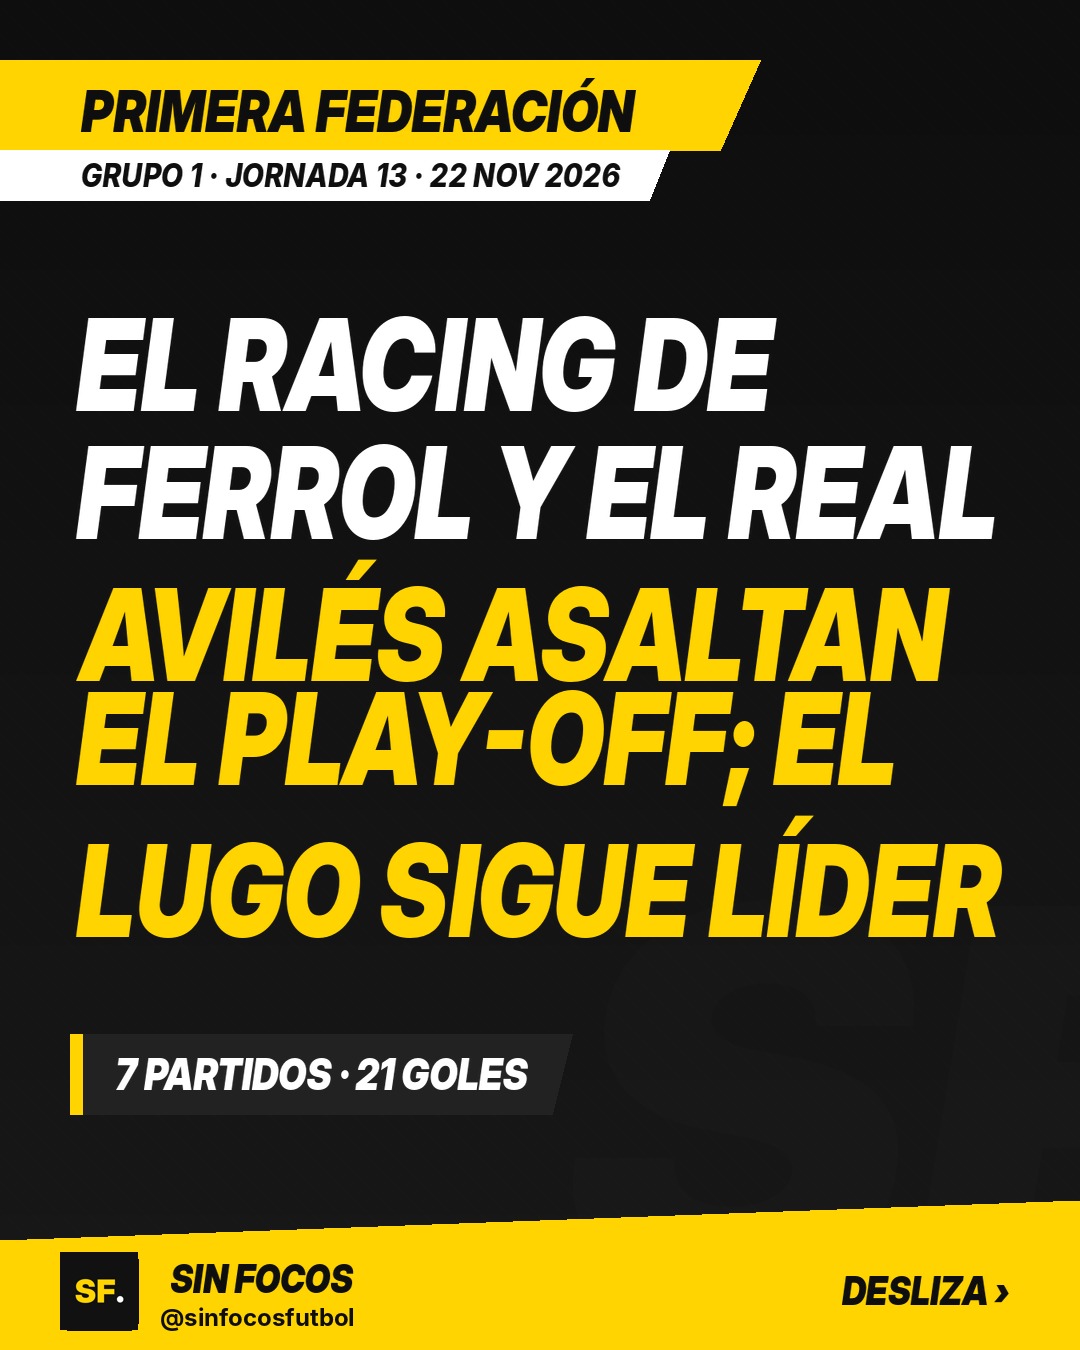 PRIMERA FEDERACIÓN
GRUPO 1 · JORNADA 13 · 22 NOV 2026
EL RACING DE
FERROL Y EL REAL
AVILÉS ASALTAN
EL PLAY-OFF; EL
LUGO SIGUE LÍDER
7 PARTIDOS · 21 GOLES
SF.
SIN FOCOS
@sinfocosfutbol
DESLIZA ›
SF